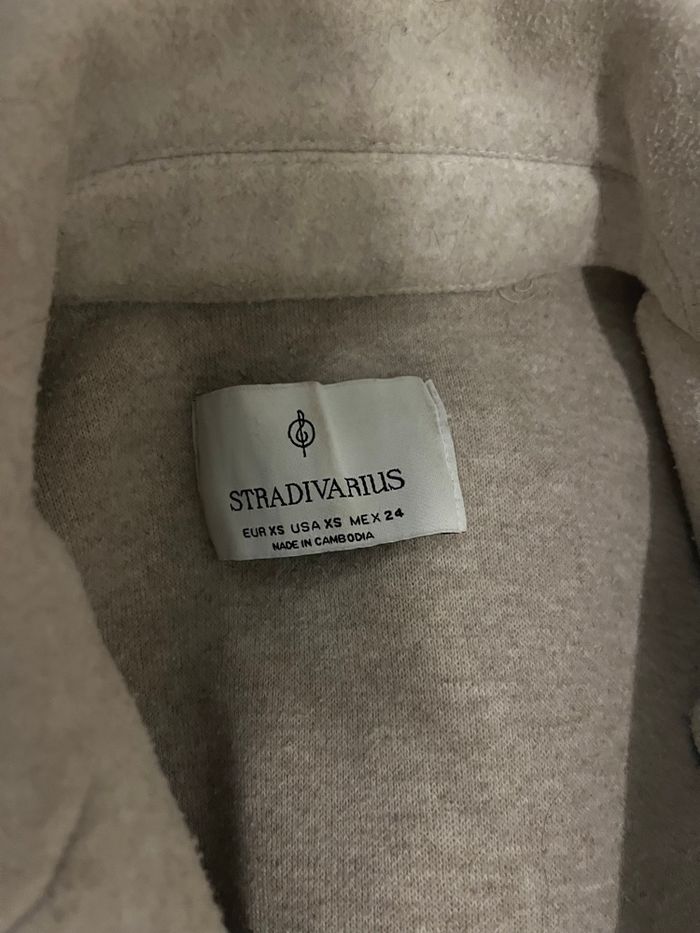 STRADIVARIUS
EUR XS USA XS MEX 24
MADE IN CAMBODIA